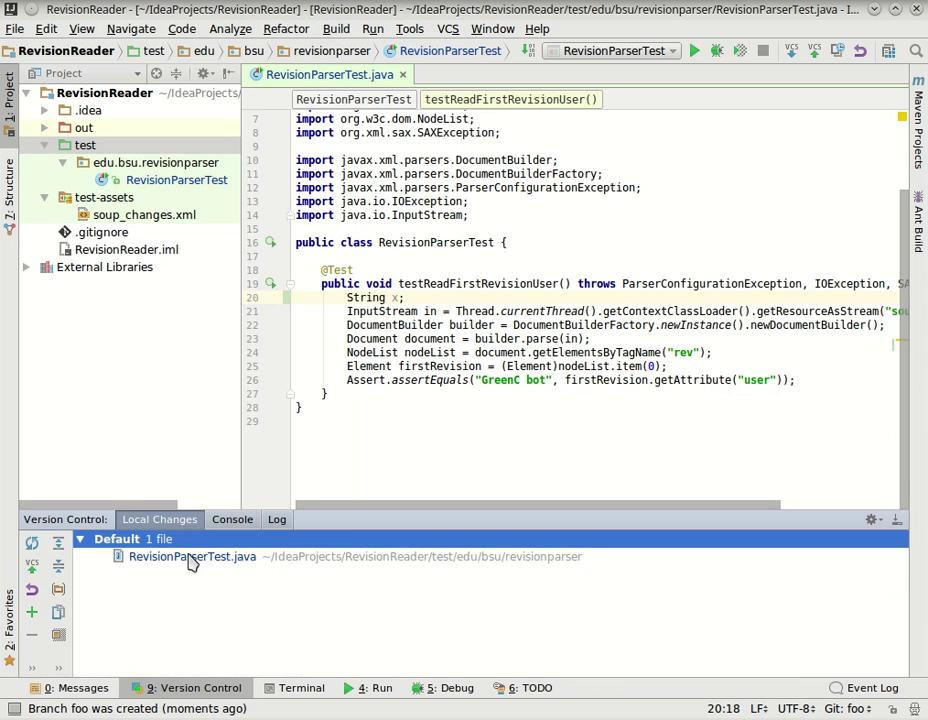 RevisionReader - [~/IdeaProjects/RevisionReader] - [RevisionReader] - ~/IdeaProjects/RevisionReader/test/edu/bsu/revisionparser/RevisionParserTest.java - I...
File Edit View Navigate Code Analyze Refactor Build Run Tools VCS Window Help
RevisionReader test edu bsu revisionparser RevisionParserTest RevisionParserTest
Project RevisionParserTest.java
RevisionReader ~/IdeaProjects/
.idea
out
test
edu.bsu.revisionparser
RevisionParserTest
test-assets
soup_changes.xml
.gitignore
RevisionReader.iml
External Libraries
RevisionParserTest testReadFirstRevisionUser()
7 import org.w3c.dom.NodeList;
8 import org.xml.sax.SAXException;
9
10 import javax.xml.parsers.DocumentBuilder;
11 import javax.xml.parsers.DocumentBuilderFactory;
12 import javax.xml.parsers.ParserConfigurationException;
13 import java.io.IOException;
14 import java.io.InputStream;
15
16 public class RevisionParserTest {
17
18 @Test
19 public void testReadFirstRevisionUser() throws ParserConfigurationException, IOException, SA
20 String x;
21 InputStream in = Thread.currentThread().getContextClassLoader().getResourceAsStream("sou
22 DocumentBuilder builder = DocumentBuilderFactory.newInstance().newDocumentBuilder();
23 Document document = builder.parse(in);
24 NodeList nodeList = document.getElementsByTagName("rev");
25 Element firstRevision = (Element)nodeList.item(0);
26 Assert.assertEquals("GreenC bot", firstRevision.getAttribute("user"));
27 }
28 }
29
1: Project
7: Structure
2: Favorites
Maven Projects
Ant Build
Version Control: Local Changes Console Log
Default 1 file
RevisionParserTest.java ~/IdeaProjects/RevisionReader/test/edu/bsu/revisionparser
0: Messages 9: Version Control Terminal 4: Run 5: Debug 6: TODO Event Log
Branch foo was created (moments ago) 20:18 LF UTF-8 Git: foo